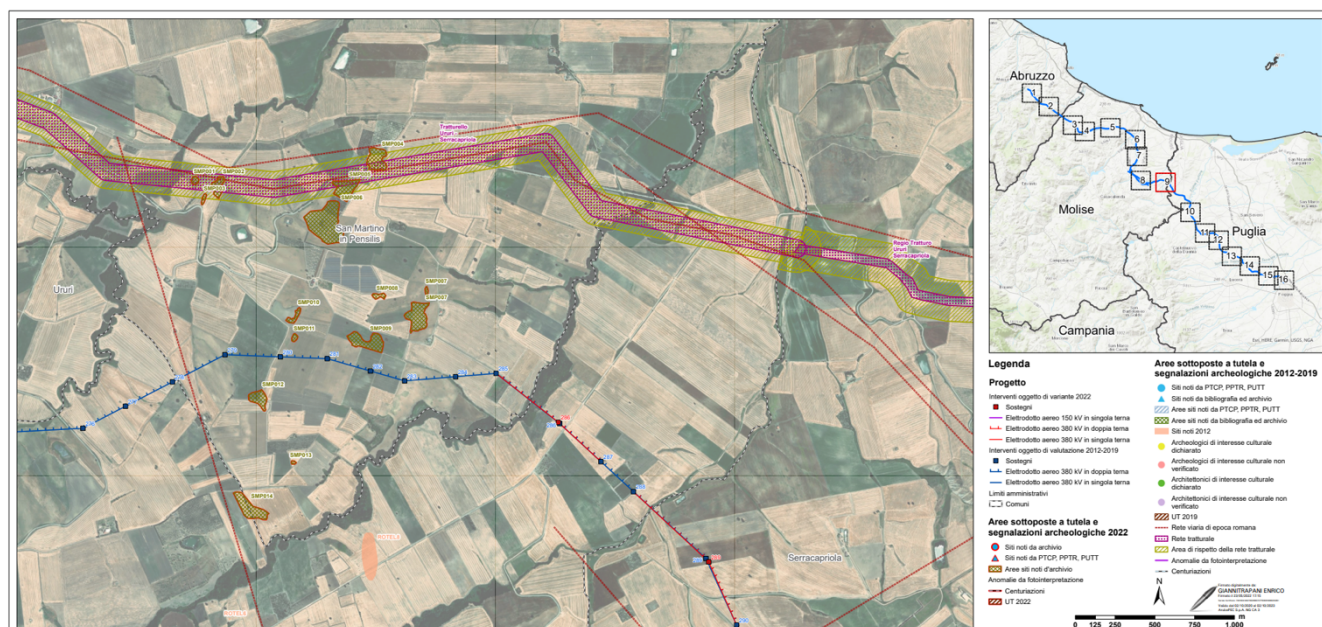 Tratturello
Ururi
Serracapriola
SMP004
SMP001
SMP002
SMP006
San Martino
in Pensilis
Regio Tratturo
Ururi
Serracapriola
Ururi
SMP008
SMP007
SMP007
SMP010
SMP011
SMP009
SMP012
SMP013
SMP014
ROTELE
ROTELE
Serracapriola
Abruzzo
Molise
Puglia
Campania
1
2
3
4
5
6
7
8
9
10
11
12
13
14
15
16
Esri, HERE, Garmin, USGS, NGA
Legenda
Progetto
Interventi oggetto di variante 2022
Sostegni
Elettrodotto aereo 150 kV in singola terna
Elettrodotto aereo 380 kV in doppia terna
Elettrodotto aereo 380 kV in singola terna
Interventi oggetto di valutazione 2012-2019
Sostegni
Elettrodotto aereo 380 kV in doppia terna
Elettrodotto aereo 380 kV in singola terna
Limiti amministrativi
Comuni
Aree sottoposte a tutela e
segnalazioni archeologiche 2022
Siti noti da archivio
Siti noti da PTCP, PPTR, PUTT
Aree siti noti d'archivio
Anomalie da fotointerpretazione
Centuriazioni
UT 2022
Aree sottoposte a tutela e
segnalazioni archeologiche 2012-2019
Siti noti da PTCP, PPTR, PUTT
Siti noti da bibliografia ed archivio
Aree siti noti da PTCP, PPTR, PUTT
Aree siti noti da bibliografia ed archivio
Siti noti 2012
Archeologici di interesse culturale
dichiarato
Archeologici di interesse culturale non
verificato
Architettonici di interesse culturale
dichiarato
Architettonici di interesse culturale non
verificato
UT 2019
Rete viaria di epoca romana
Rete tratturale
Area di rispetto della rete tratturale
Anomalie da fotointerpretazione
Centuriazioni
N
GIANNITRAPANI ENRICO
0 125 250 500 750 1.000
m